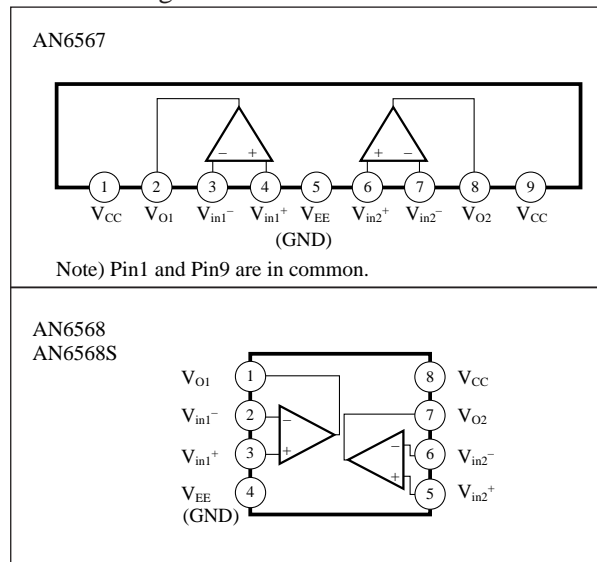 AN6567
− + + −
1 2 3 4 5 6 7 8 9
VCC VO1 Vin1− Vin1+ VEE Vin2+ Vin2− VO2 VCC
(GND)
Note) Pin1 and Pin9 are in common.
AN6568
AN6568S
VO1 1 8 VCC
Vin1− 2 − 7 VO2
Vin1+ 3 + − 6 Vin2−
VEE 4 + 5 Vin2+
(GND)